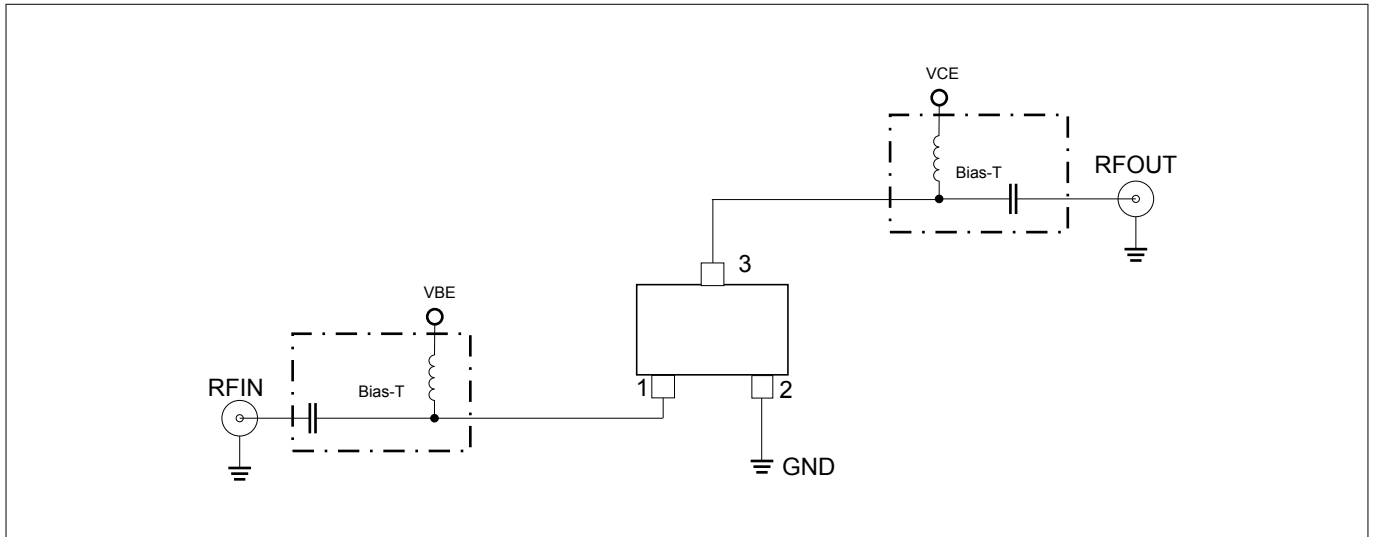 VCE
Bias-T
RFOUT
3
VBE
Bias-T
RFIN
1
2
GND